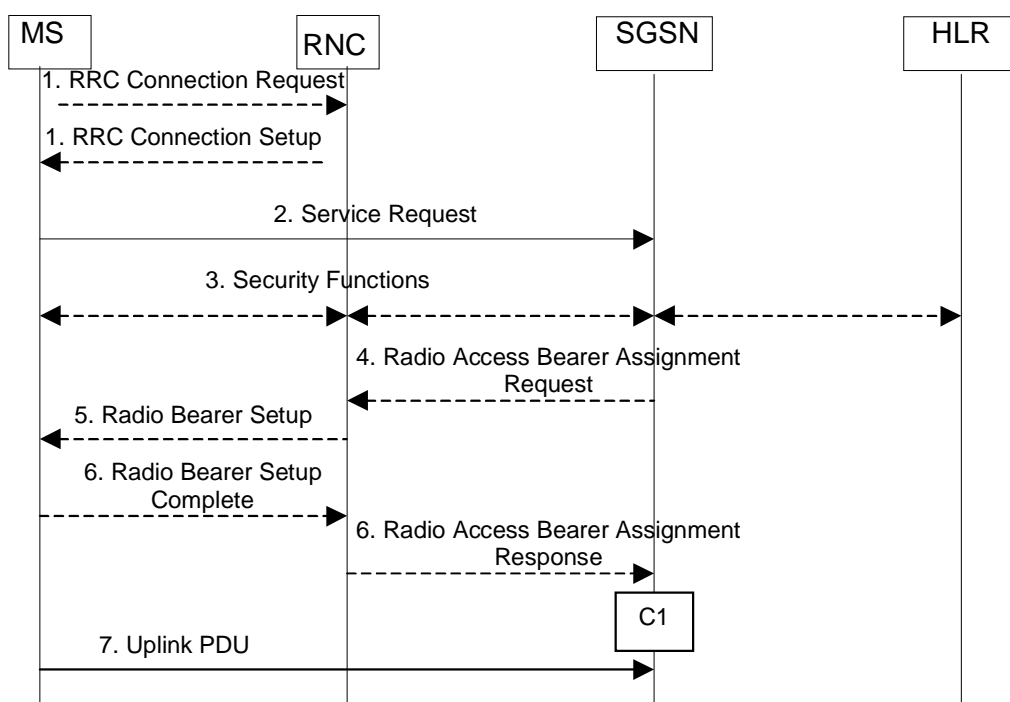 MS
RNC
SGSN
HLR
1. RRC Connection Request
1. RRC Connection Setup
2. Service Request
3. Security Functions
4. Radio Access Bearer Assignment
Request
5. Radio Bearer Setup
6. Radio Bearer Setup
Complete
6. Radio Access Bearer Assignment
Response
C1
7. Uplink PDU